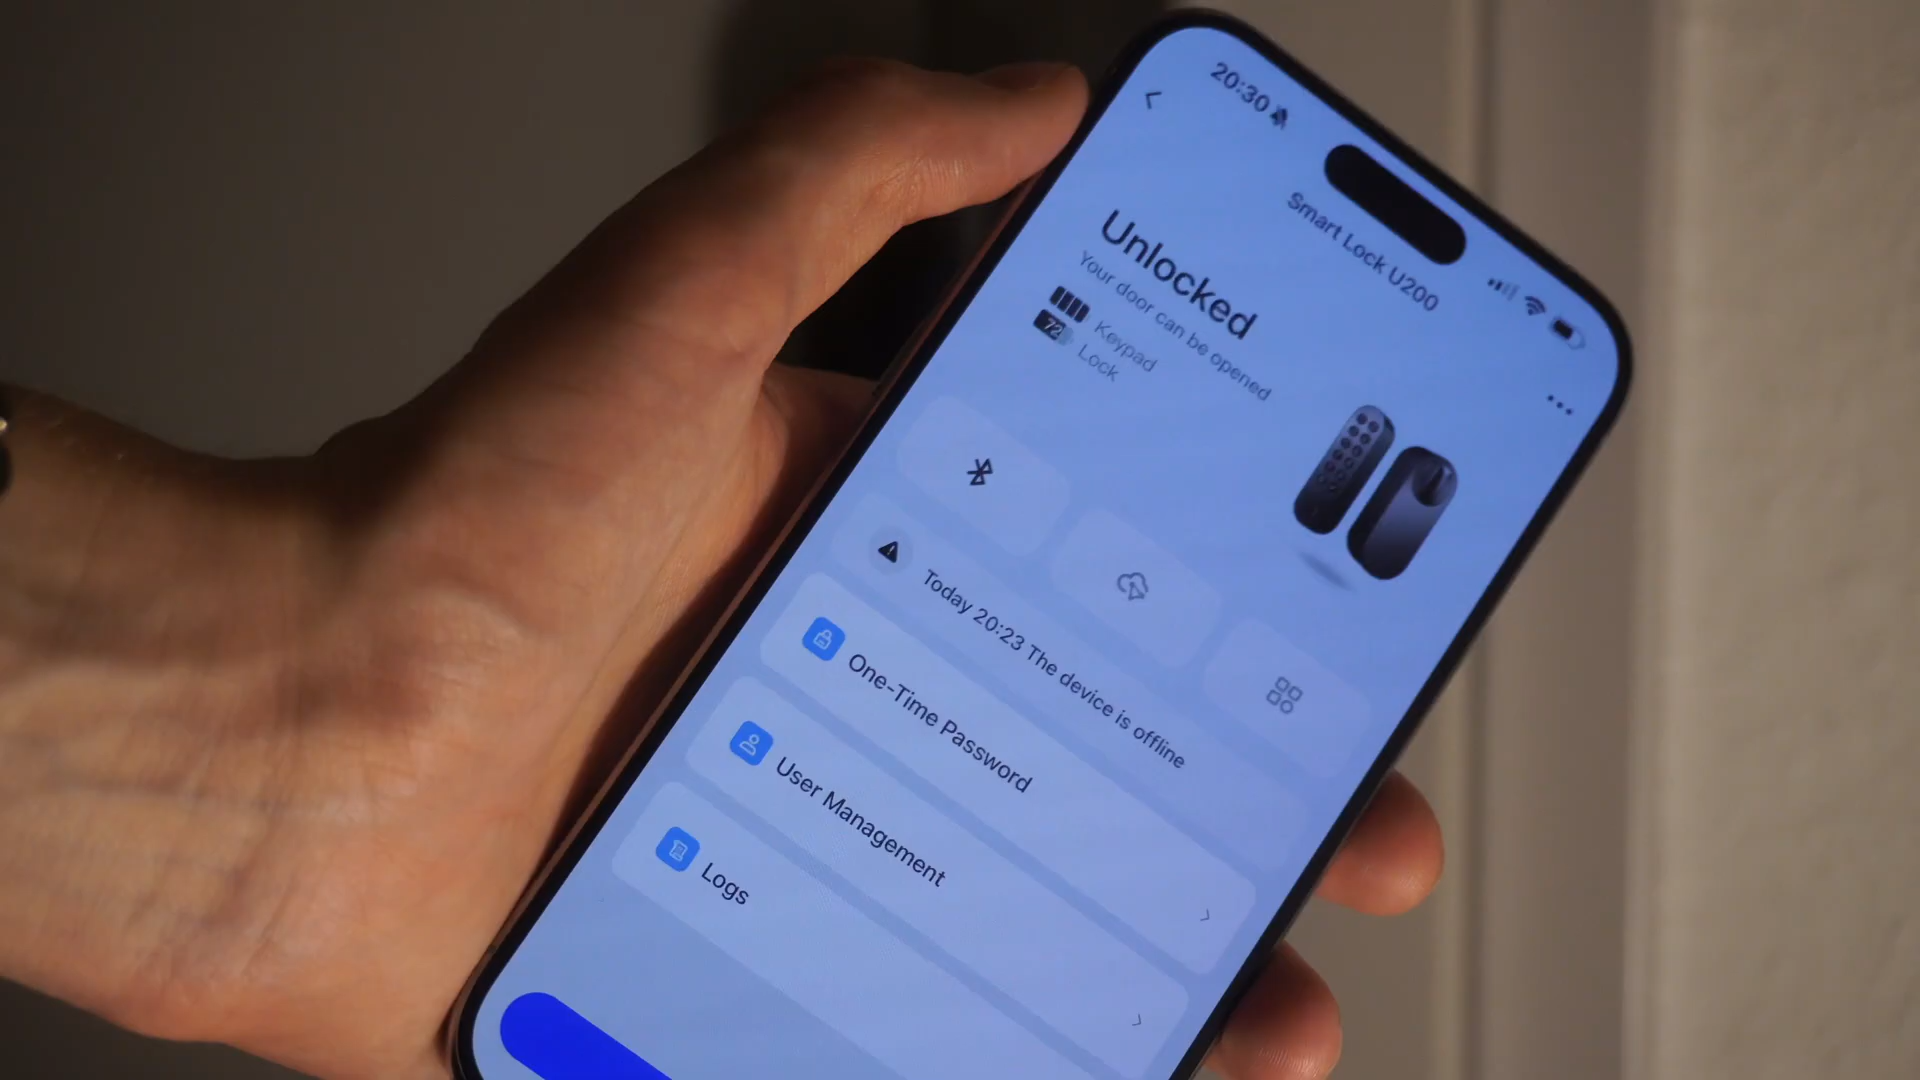 20:30
Smart Lock U200
Unlocked
Your door can be opened
Keypad
72 Lock
Today 20:23 The device is offline
One-Time Password
User Management
Logs